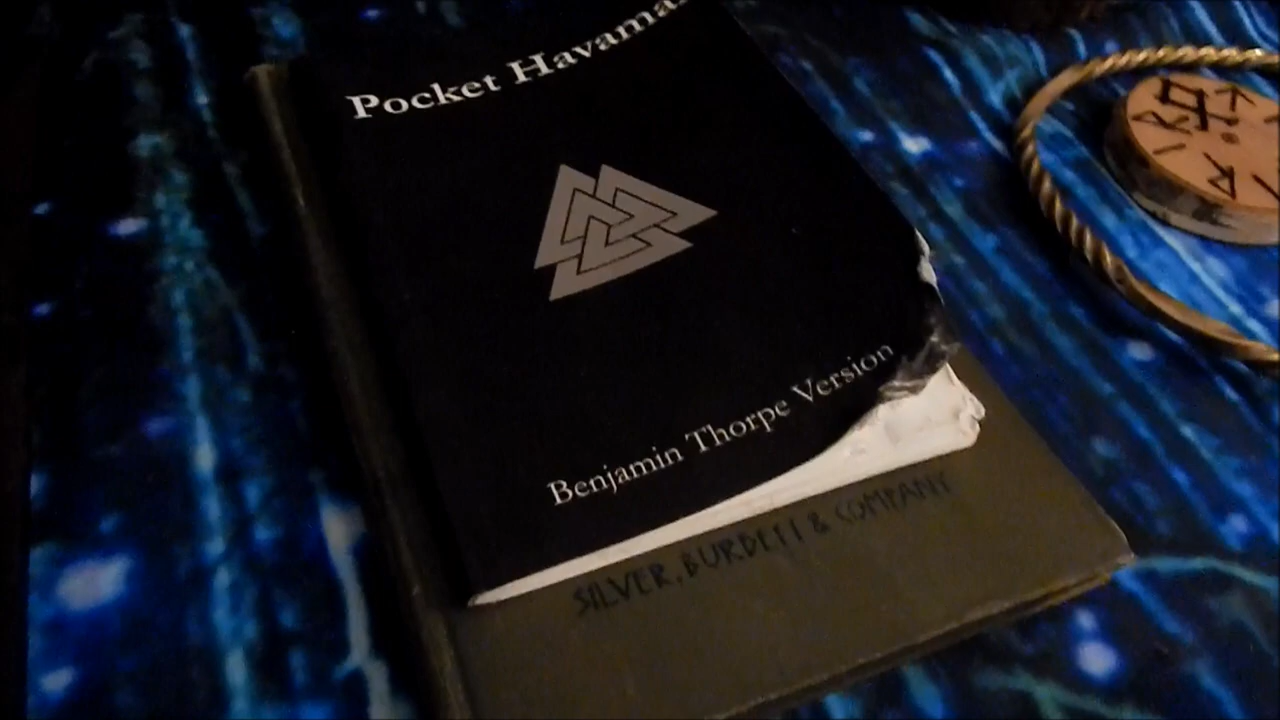 Pocket Havama
Benjamin Thorpe Version
SILVER, BURDETT & COMPANY